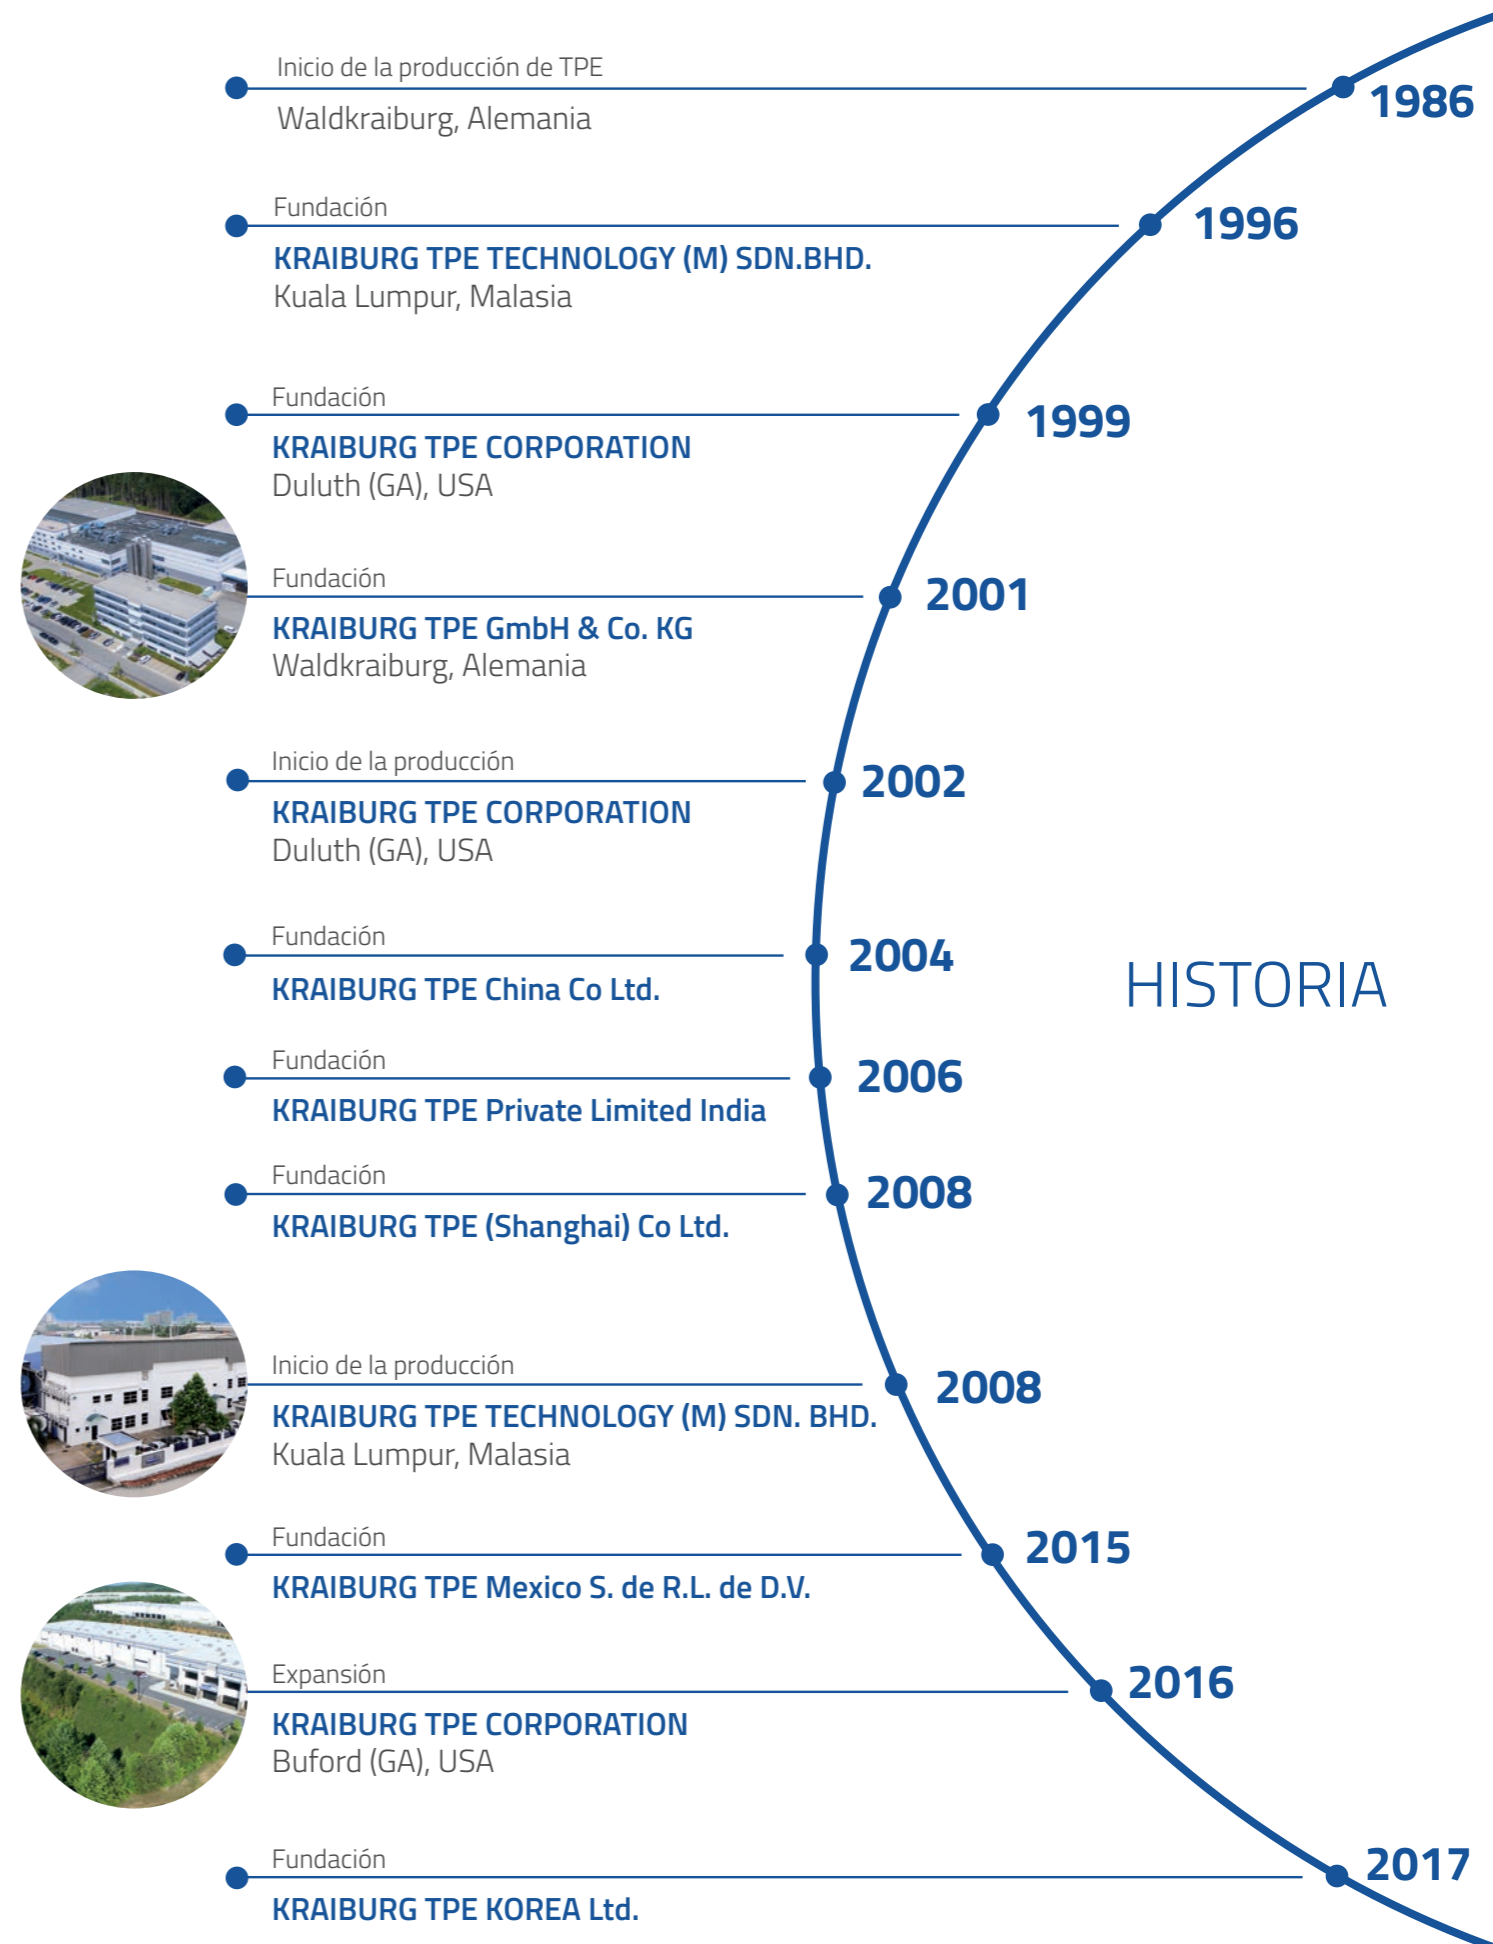 Inicio de la producción de TPE
Waldkraiburg, Alemania
1986
Fundación
KRAIBURG TPE TECHNOLOGY (M) SDN.BHD.
Kuala Lumpur, Malasia
1996
Fundación
KRAIBURG TPE CORPORATION
Duluth (GA), USA
1999
Fundación
KRAIBURG TPE GmbH & Co. KG
Waldkraiburg, Alemania
2001
Inicio de la producción
KRAIBURG TPE CORPORATION
Duluth (GA), USA
2002
Fundación
KRAIBURG TPE China Co Ltd.
2004
HISTORIA
Fundación
KRAIBURG TPE Private Limited India
2006
Fundación
KRAIBURG TPE (Shanghai) Co Ltd.
2008
Inicio de la producción
KRAIBURG TPE TECHNOLOGY (M) SDN. BHD.
Kuala Lumpur, Malasia
2008
Fundación
KRAIBURG TPE Mexico S. de R.L. de D.V.
2015
Expansión
KRAIBURG TPE CORPORATION
Buford (GA), USA
2016
Fundación
KRAIBURG TPE KOREA Ltd.
2017